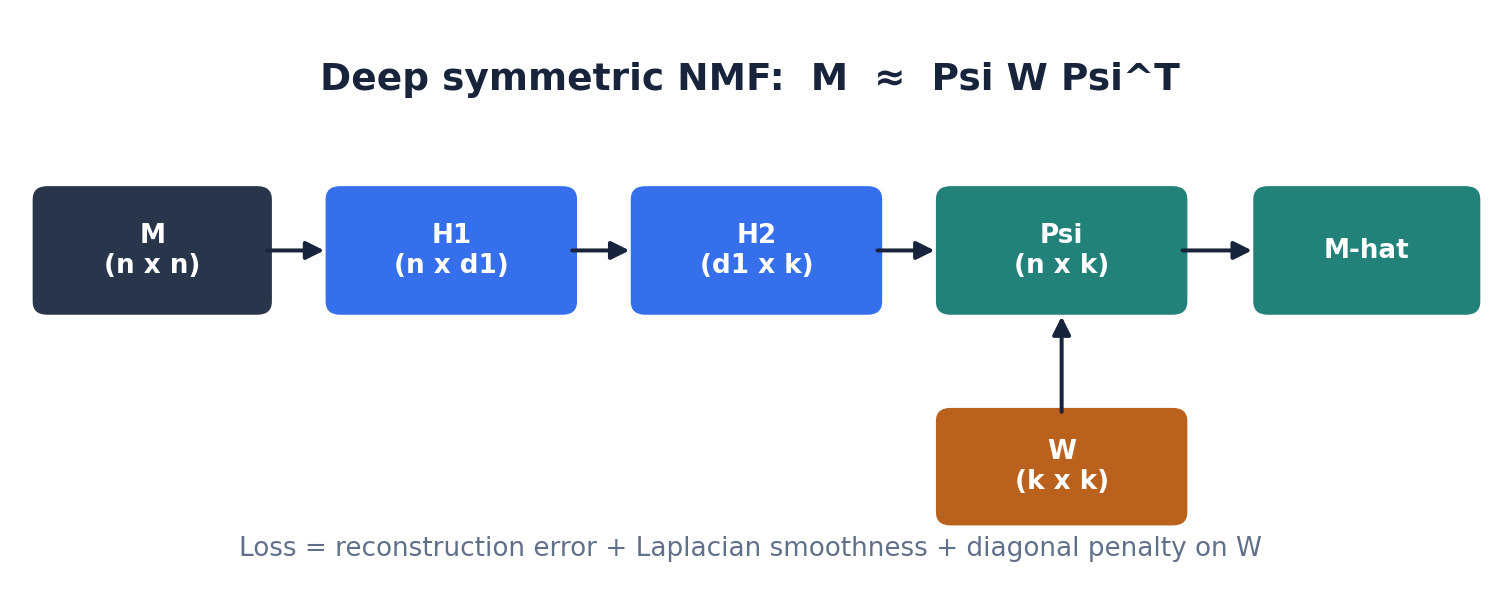 Deep symmetric NMF:  M  ≈  Psi W Psi^T
M
(n x n)
H1
(n x d1)
H2
(d1 x k)
Psi
(n x k)
M-hat
W
(k x k)
Loss = reconstruction error + Laplacian smoothness + diagonal penalty on W